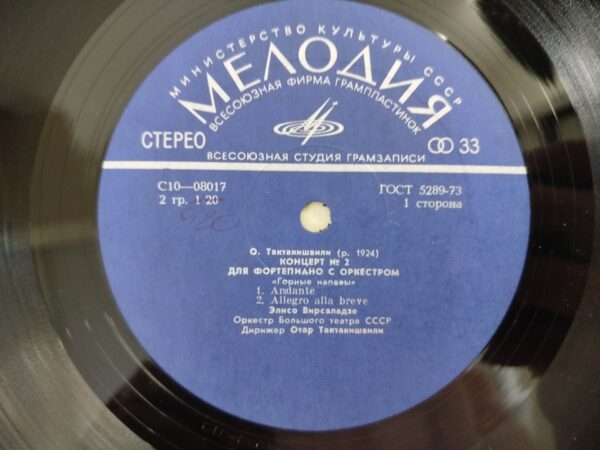 МИНИСТЕРСТВО КУЛЬТУРЫ СССР
МЕЛОДИЯ
ВСЕСОЮЗНАЯ ФИРМА ГРАМПЛАСТИНОК
СТЕРЕО
33
ВСЕСОЮЗНАЯ СТУДИЯ ГРАМЗАПИСИ
С10—08017
ГОСТ 5289-73
2 гр. 1-20
1 сторона
О. Тактакишвили (р. 1924)
КОНЦЕРТ № 2
ДЛЯ ФОРТЕПИАНО С ОРКЕСТРОМ
«Горные напевы»
1. Andante
2. Allegro alla breve
Элисо Вирсаладзе
Оркестр Большого театра СССР
Дирижер Отар Тактакишвили